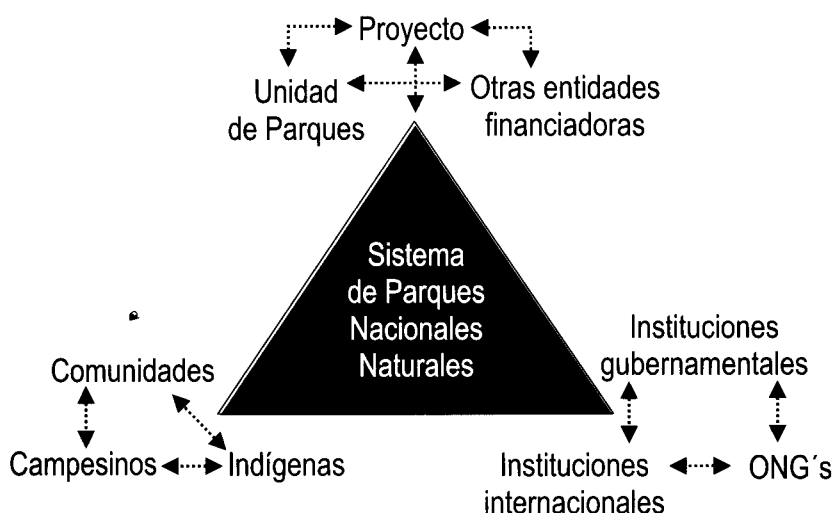 Proyecto
Unidad
de Parques
Otras entidades
financiadoras
Sistema
de Parques
Nacionales
Naturales
Comunidades
Campesinos
Indígenas
Instituciones
gubernamentales
Instituciones
internacionales
ONG´s